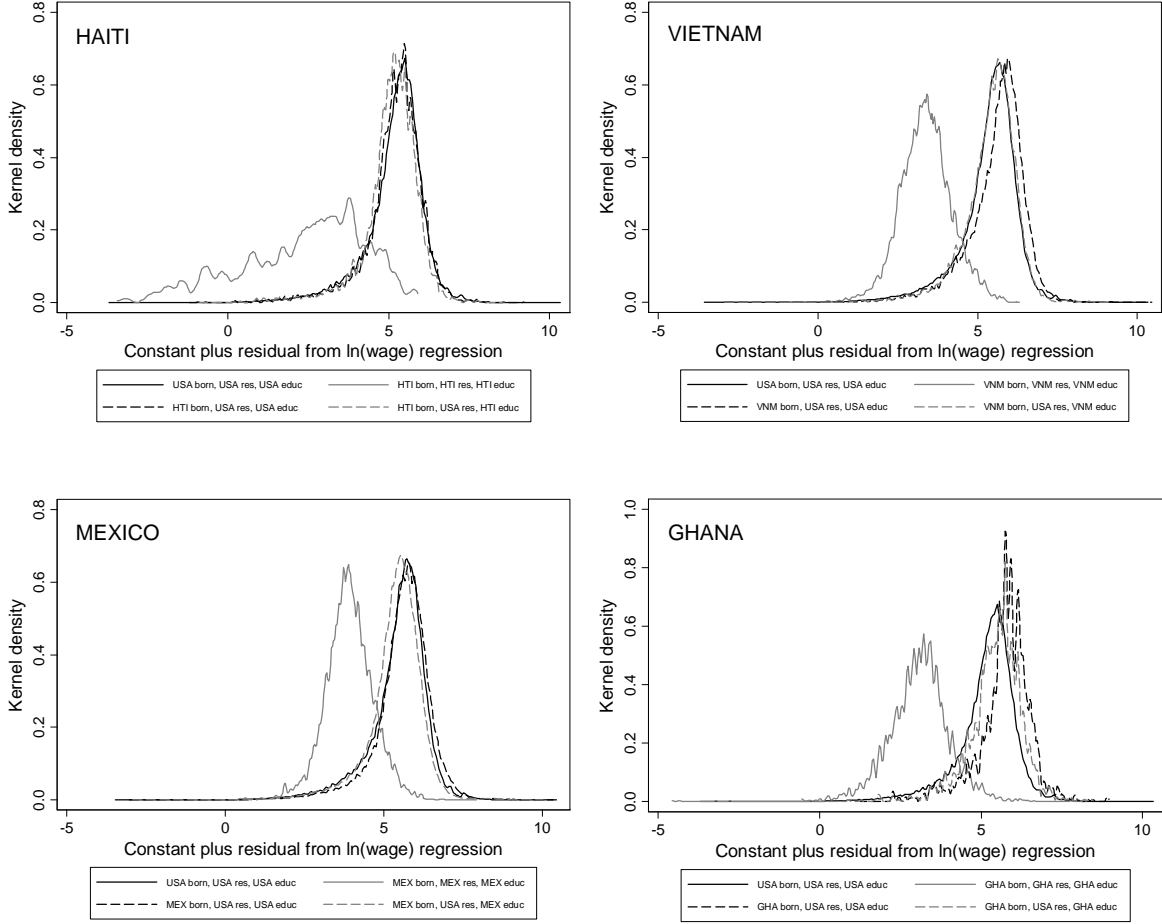 HAITI
Kernel density
0.0
0.2
0.4
0.6
0.8
-5
0
5
10
Constant plus residual from ln(wage) regression
USA born, USA res, USA educ
HTI born, HTI res, HTI educ
HTI born, USA res, USA educ
HTI born, USA res, HTI educ
VIETNAM
Kernel density
0.0
0.2
0.4
0.6
0.8
-5
0
5
10
Constant plus residual from ln(wage) regression
USA born, USA res, USA educ
VNM born, VNM res, VNM educ
VNM born, USA res, USA educ
VNM born, USA res, VNM educ
MEXICO
Kernel density
0.0
0.2
0.4
0.6
0.8
-5
0
5
10
Constant plus residual from ln(wage) regression
USA born, USA res, USA educ
MEX born, MEX res, MEX educ
MEX born, USA res, USA educ
MEX born, USA res, MEX educ
GHANA
Kernel density
0.0
0.2
0.4
0.6
0.8
1.0
-5
0
5
10
Constant plus residual from ln(wage) regression
USA born, USA res, USA educ
GHA born, GHA res, GHA educ
GHA born, USA res, USA educ
GHA born, USA res, GHA educ